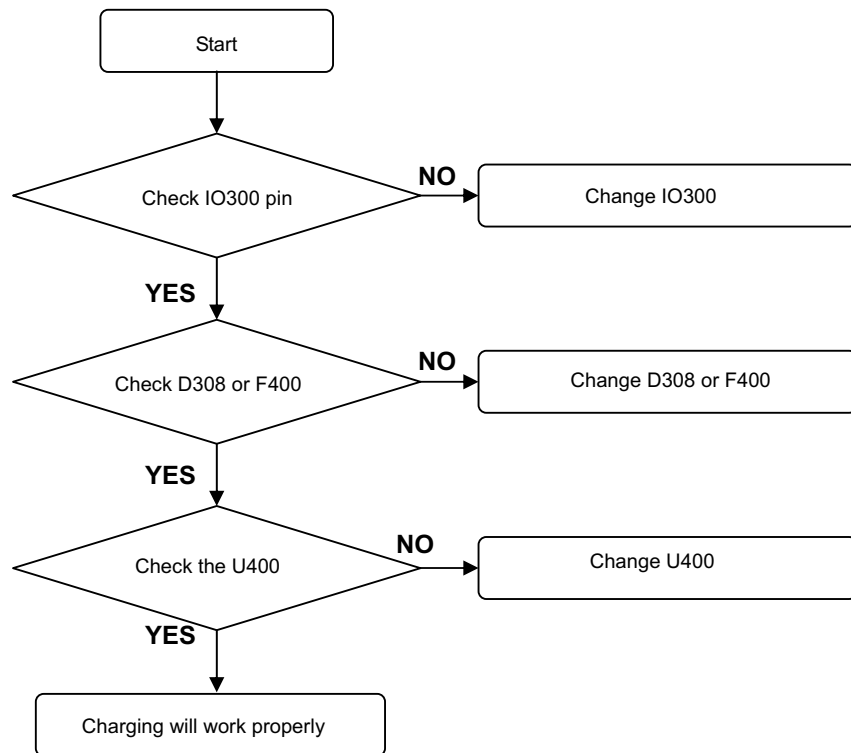 Start
Check IO300 pin
NO
Change IO300
YES
Check D308 or F400
NO
Change D308 or F400
YES
Check the U400
NO
Change U400
YES
Charging will work properly